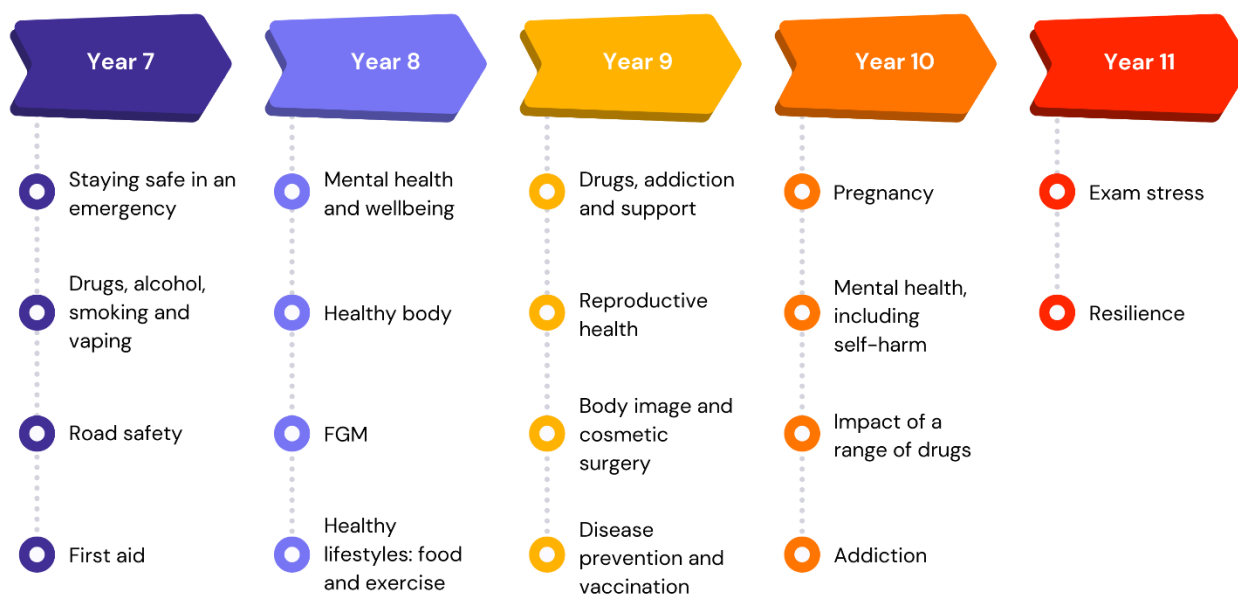 Year 7
Staying safe in an
emergency
Drugs, alcohol,
smoking and
vaping
Road safety
First aid
Year 8
Mental health
and wellbeing
Healthy body
FGM
Healthy
lifestyles: food
and exercise
Year 9
Drugs, addiction
and support
Reproductive
health
Body image and
cosmetic
surgery
Disease
prevention and
vaccination
Year 10
Pregnancy
Mental health,
including
self-harm
Impact of a
range of drugs
Addiction
Year 11
Exam stress
Resilience